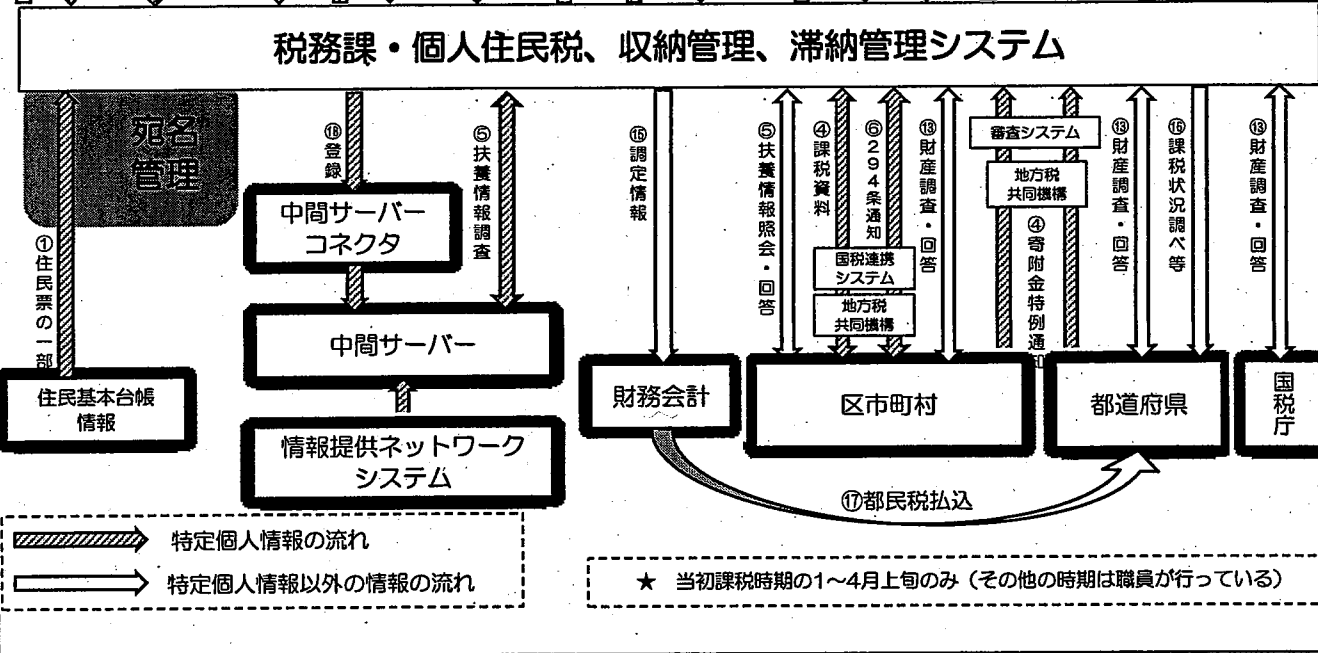 税務課・個人住民税、収納管理、滞納管理システム
宛名
管理
①住民票の一部
住民基本台帳
情報
⑱登録
⑤扶養情報調査
中間サーバー
コネクタ
中間サーバー
情報提供ネットワーク
システム
⑮調定情報
財務会計
⑤扶養情報照会・回答
④課税資料
⑥294条通知
⑬財産調査・回答
国税連携
システム
地方税
共同機構
区市町村
審査システム
地方税
共同機構
④寄附金特例通知
⑬財産調査・回答
⑯課税状況調べ等
都道府県
⑬財産調査・回答
国税庁
⑰都民税払込
特定個人情報の流れ
特定個人情報以外の情報の流れ
★ 当初課税時期の1～4月上旬のみ（その他の時期は職員が行っている）